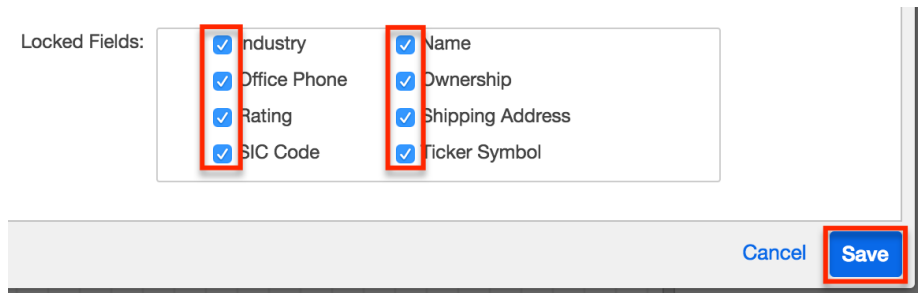 Locked Fields: Industry Name
Office Phone Ownership
Rating Shipping Address
SIC Code Ticker Symbol
Cancel Save